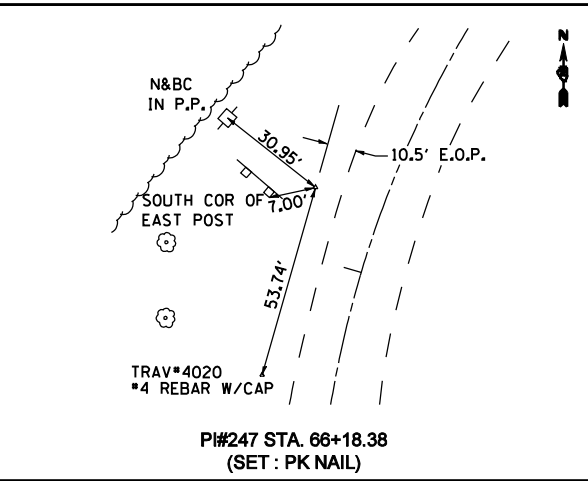 N
N&BC
IN P.P.
30.95'
10.5' E.O.P.
SOUTH COR OF
EAST POST
7.00'
53.74'
TRAV#4020
#4 REBAR W/CAP
PI#247 STA. 66+18.38
(SET : PK NAIL)